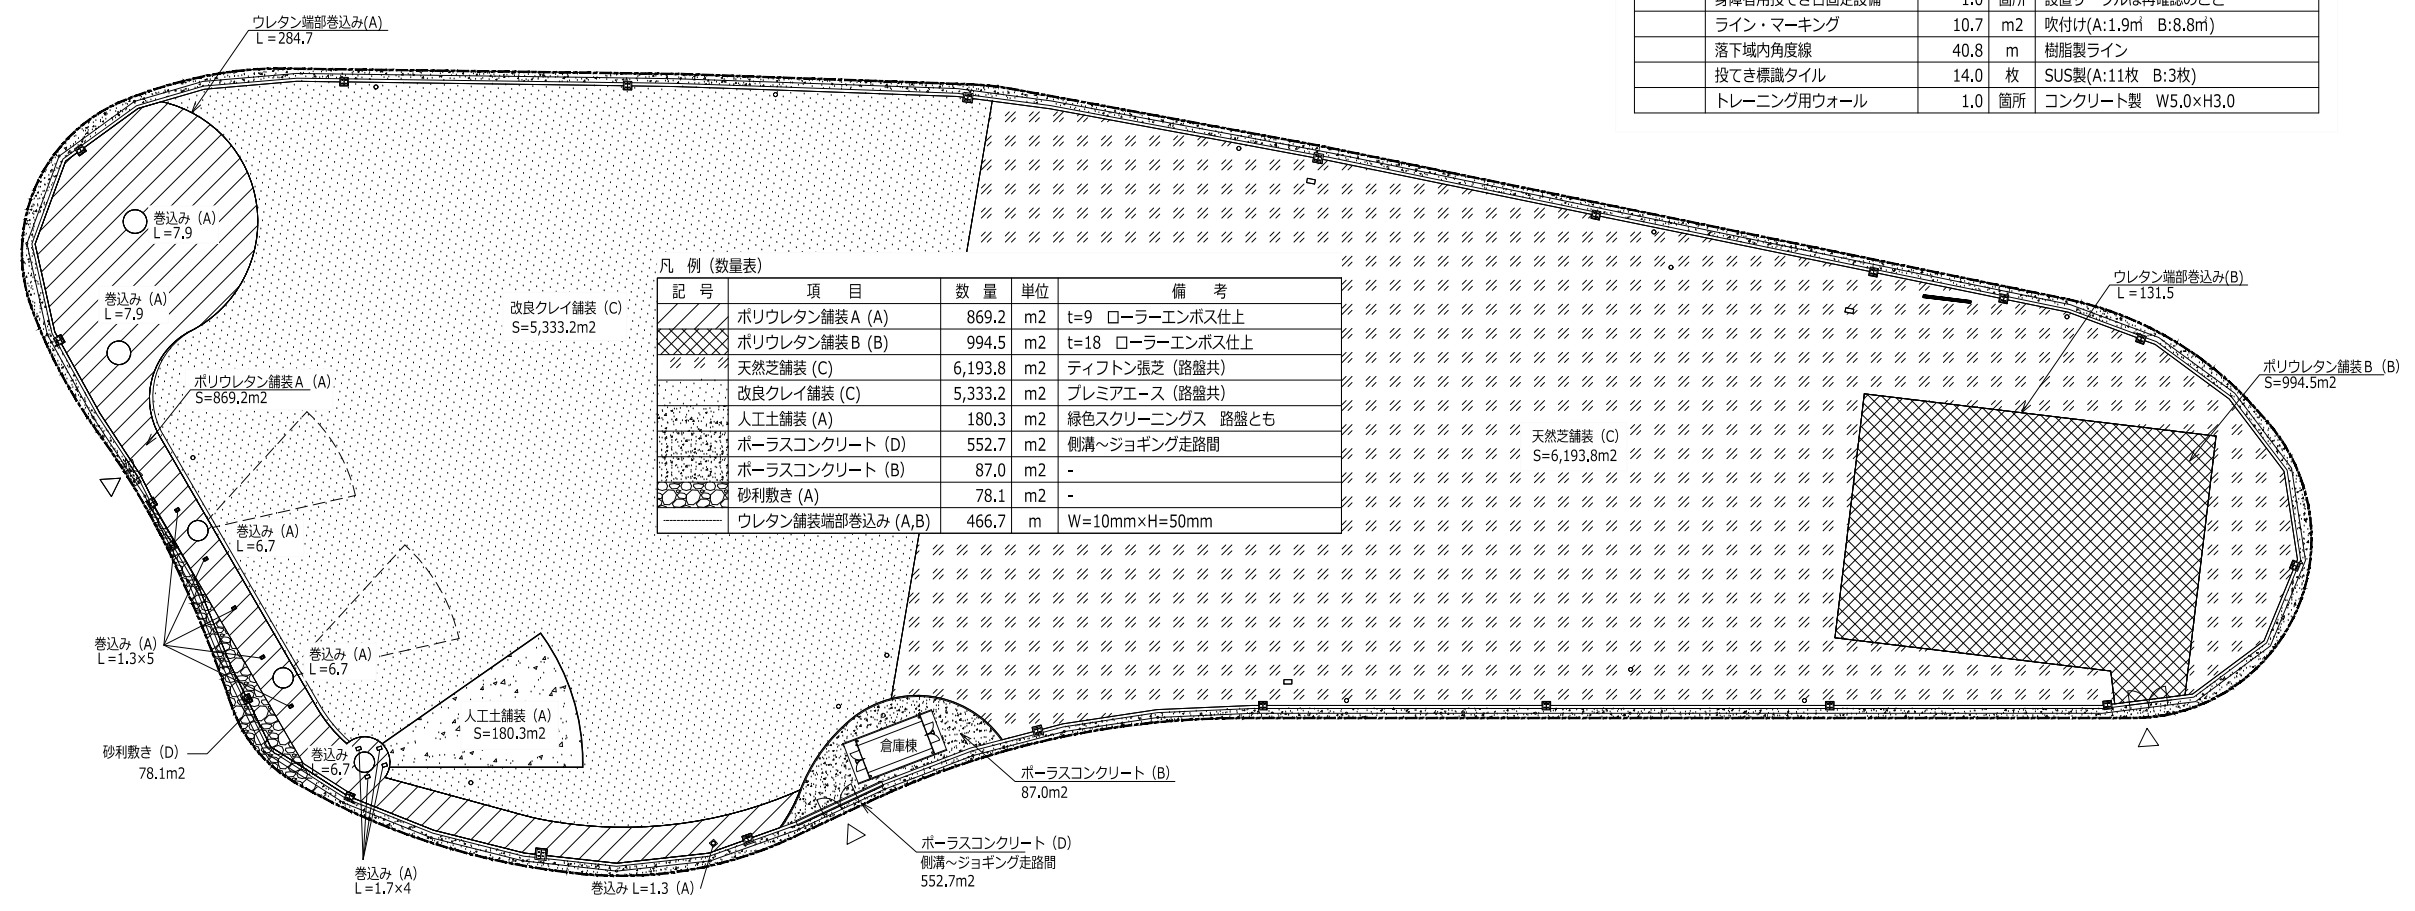 ライン・マーキング 10.7 m2 吹付け(A:1.9㎡ B:8.8㎡)
落下域内角度線 40.8 m 樹脂製ライン
投てき標識タイル 14.0 枚 SUS製(A:11枚 B:3枚)
トレーニング用ウォール 1.0 箇所 コンクリート製 W5.0×H3.0
ウレタン端部巻込み(A)
L=284.7
巻込み (A)
L=7.9
巻込み (A)
L=7.9
改良クレイ舗装 (C)
S=5,333.2m2
ポリウレタン舗装A (A)
S=869.2m2
凡 例 (数量表)
記 号 項 目 数 量 単位 備 考
ポリウレタン舗装A (A) 869.2 m2 t=9 ローラーエンボス仕上
ポリウレタン舗装B (B) 994.5 m2 t=18 ローラーエンボス仕上
天然芝舗装 (C) 6,193.8 m2 ティフトン張芝 (路盤共)
改良クレイ舗装 (C) 5,333.2 m2 プレミアエース (路盤共)
人工土舗装 (A) 180.3 m2 緑色スクリーニングス 路盤とも
ポーラスコンクリート (D) 552.7 m2 側溝~ジョギング走路間
ポーラスコンクリート (B) 87.0 m2 -
砂利敷き (A) 78.1 m2 -
ウレタン舗装端部巻込み (A,B) 466.7 m W=10mm×H=50mm
ウレタン端部巻込み(B)
L=131.5
ポリウレタン舗装B (B)
S=994.5m2
天然芝舗装 (C)
S=6,193.8m2
巻込み (A)
L=6.7
巻込み (A)
L=1.3×5
巻込み (A)
L=6.7
人工土舗装 (A)
S=180.3m2
砂利敷き (D)
78.1m2
巻込み
L=6.7
倉庫棟
ポーラスコンクリート (B)
87.0m2
ポーラスコンクリート (D)
側溝~ジョギング走路間
552.7m2
巻込み (A)
L=1.7×4
巻込み L=1.3 (A)